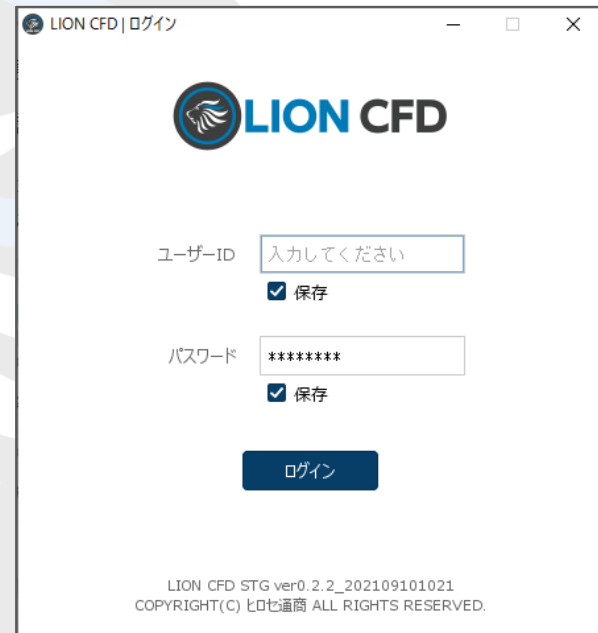 LION CFD | ログイン
LION CFD
ユーザーID 入力してください
保存
パスワード ********
保存
ログイン
LION CFD STG ver0.2.2_202109101021
COPYRIGHT(C) ヒロセ通商 ALL RIGHTS RESERVED.